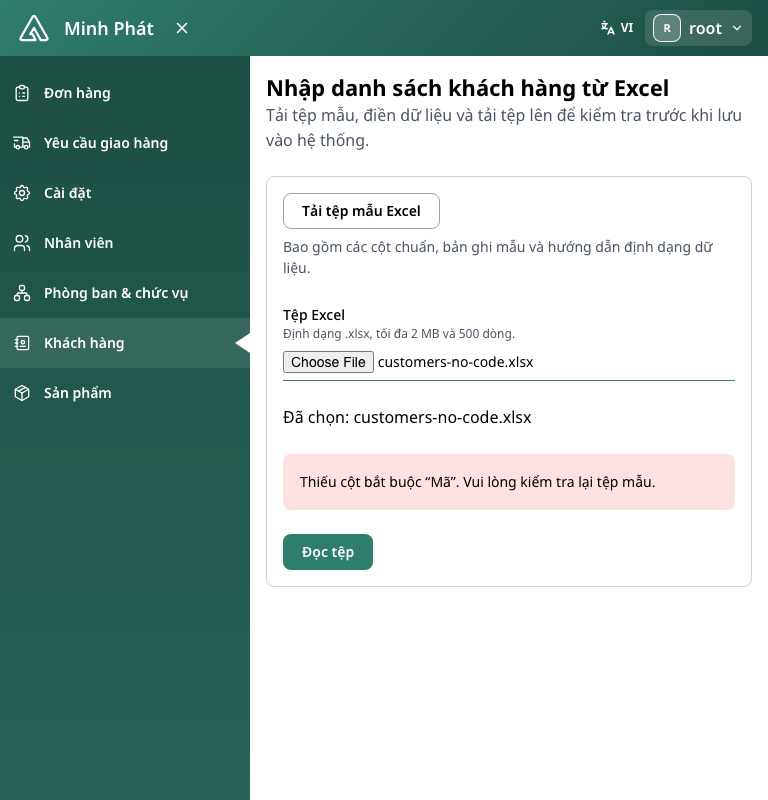 Minh Phát
VI
R
root
Đơn hàng
Yêu cầu giao hàng
Cài đặt
Nhân viên
Phòng ban & chức vụ
Khách hàng
Sản phẩm
Nhập danh sách khách hàng từ Excel
Tải tệp mẫu, điền dữ liệu và tải tệp lên để kiểm tra trước khi lưu
vào hệ thống.
Tải tệp mẫu Excel
Bao gồm các cột chuẩn, bản ghi mẫu và hướng dẫn định dạng dữ
liệu.
Tệp Excel
Định dạng .xlsx, tối đa 2 MB và 500 dòng.
Choose File customers-no-code.xlsx
Đã chọn: customers-no-code.xlsx
Thiếu cột bắt buộc “Mã”. Vui lòng kiểm tra lại tệp mẫu.
Đọc tệp